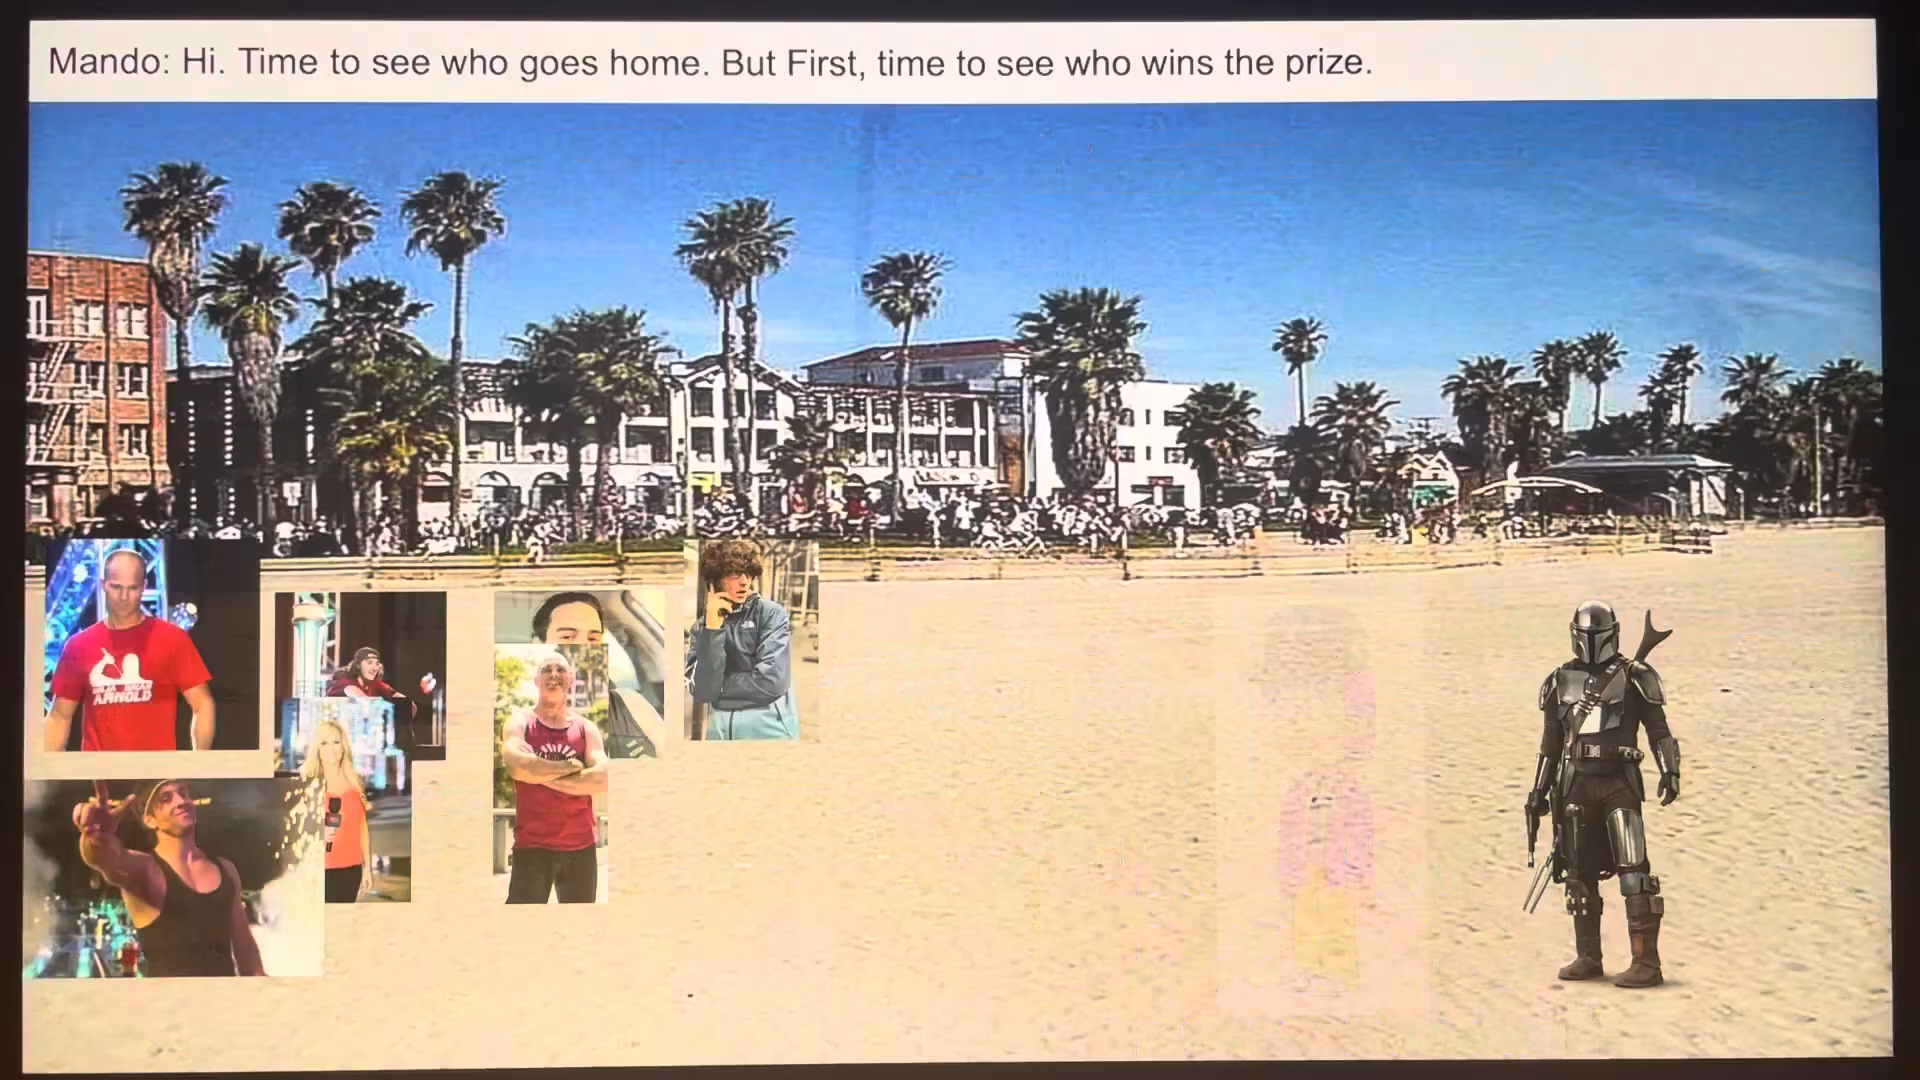 Mando: Hi. Time to see who goes home. But First, time to see who wins the prize.
ARNOLD